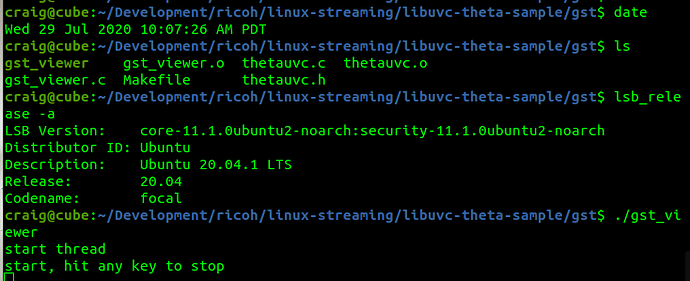 craig@cube:~/Development/ricoh/linux-streaming/libuvc-theta-sample/gst$ date
Wed 29 Jul 2020 10:07:26 AM PDT
craig@cube:~/Development/ricoh/linux-streaming/libuvc-theta-sample/gst$ ls
gst_viewer    gst_viewer.o  thetauvc.c  thetauvc.o
gst_viewer.c  Makefile      thetauvc.h
craig@cube:~/Development/ricoh/linux-streaming/libuvc-theta-sample/gst$ lsb_rele
ase -a
LSB Version:    core-11.1.0ubuntu2-noarch:security-11.1.0ubuntu2-noarch
Distributor ID: Ubuntu
Description:    Ubuntu 20.04.1 LTS
Release:        20.04
Codename:       focal
craig@cube:~/Development/ricoh/linux-streaming/libuvc-theta-sample/gst$ ./gst_vi
ewer
start thread
start, hit any key to stop